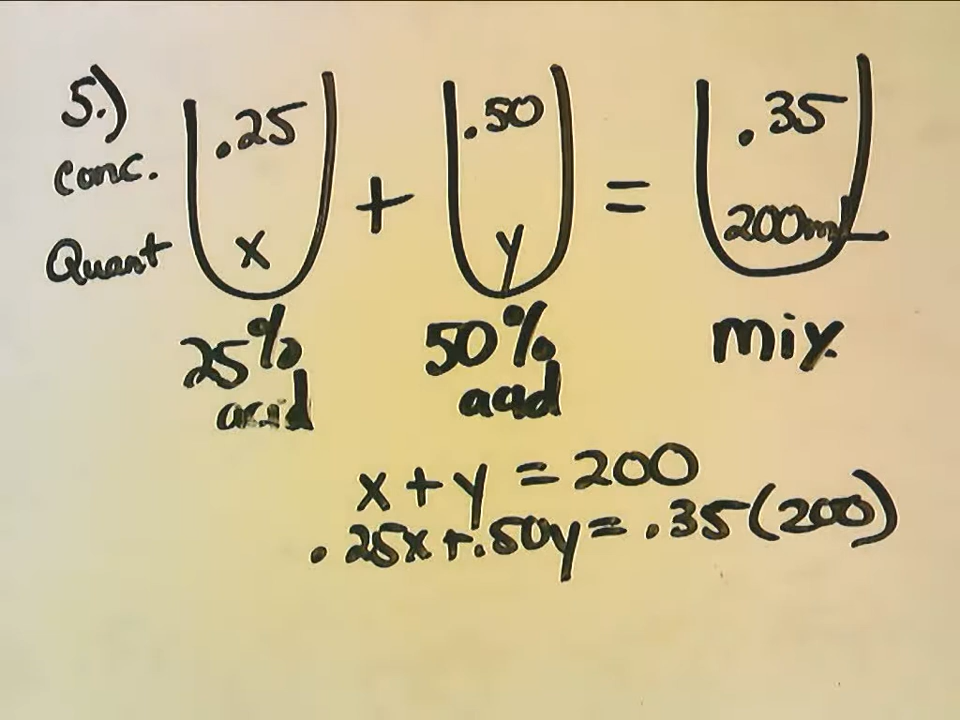 5.)
conc. .25 .50 .35
Quant x + y = 200mL
25% acid 50% acid mix.
x + y = 200
.25x + .50y = .35(200)